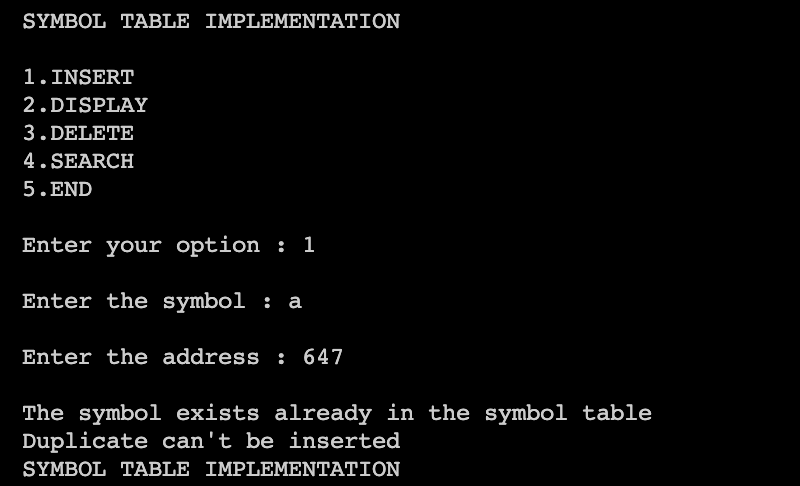 SYMBOL TABLE IMPLEMENTATION
1.INSERT
2.DISPLAY
3.DELETE
4.SEARCH
5.END
Enter your option : 1
Enter the symbol : a
Enter the address : 647
The symbol exists already in the symbol table
Duplicate can't be inserted
SYMBOL TABLE IMPLEMENTATION